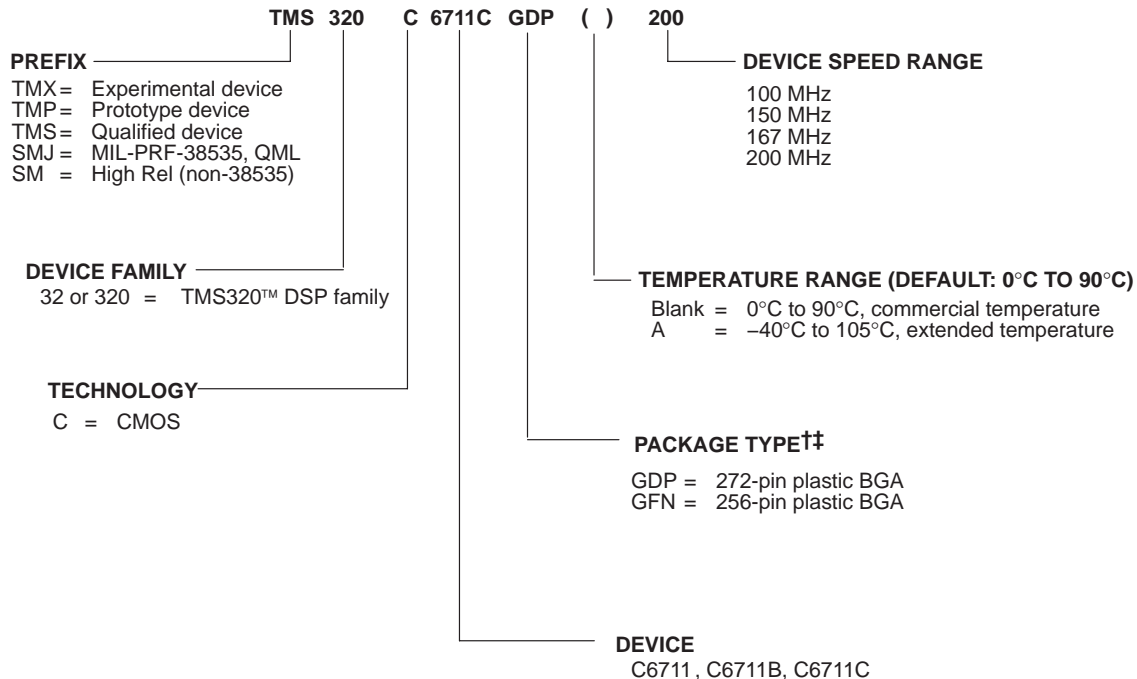 TMS 320 C 6711C GDP ( ) 200
PREFIX
TMX = Experimental device
TMP = Prototype device
TMS = Qualified device
SMJ = MIL-PRF-38535, QML
SM = High Rel (non-38535)
DEVICE SPEED RANGE
100 MHz
150 MHz
167 MHz
200 MHz
DEVICE FAMILY
32 or 320 = TMS320™ DSP family
TEMPERATURE RANGE (DEFAULT: 0°C TO 90°C)
Blank = 0°C to 90°C, commercial temperature
A = −40°C to 105°C, extended temperature
TECHNOLOGY
C = CMOS
PACKAGE TYPE†‡
GDP = 272-pin plastic BGA
GFN = 256-pin plastic BGA
DEVICE
C6711 , C6711B, C6711C